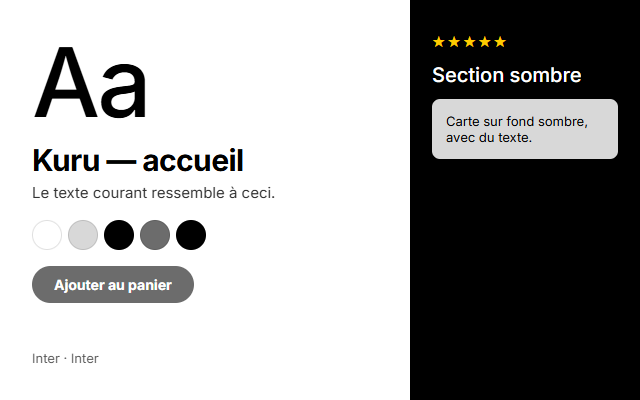 Aa
Kuru — accueil
Le texte courant ressemble à ceci.
Ajouter au panier
Inter · Inter
★★★★★
Section sombre
Carte sur fond sombre,
avec du texte.